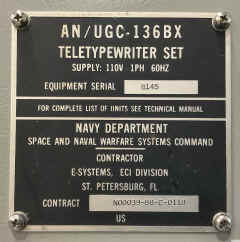 AN/UGC-136BX
TELETYPEWRITER SET
SUPPLY: 110V 1PH 60HZ
EQUIPMENT SERIAL 0145
FOR COMPLETE LIST OF UNITS SEE TECHNICAL MANUAL
NAVY DEPARTMENT
SPACE AND NAVAL WARFARE SYSTEMS COMMAND
CONTRACTOR
E-SYSTEMS, ECI DIVISION
ST. PETERSBURG, FL
CONTRACT
US